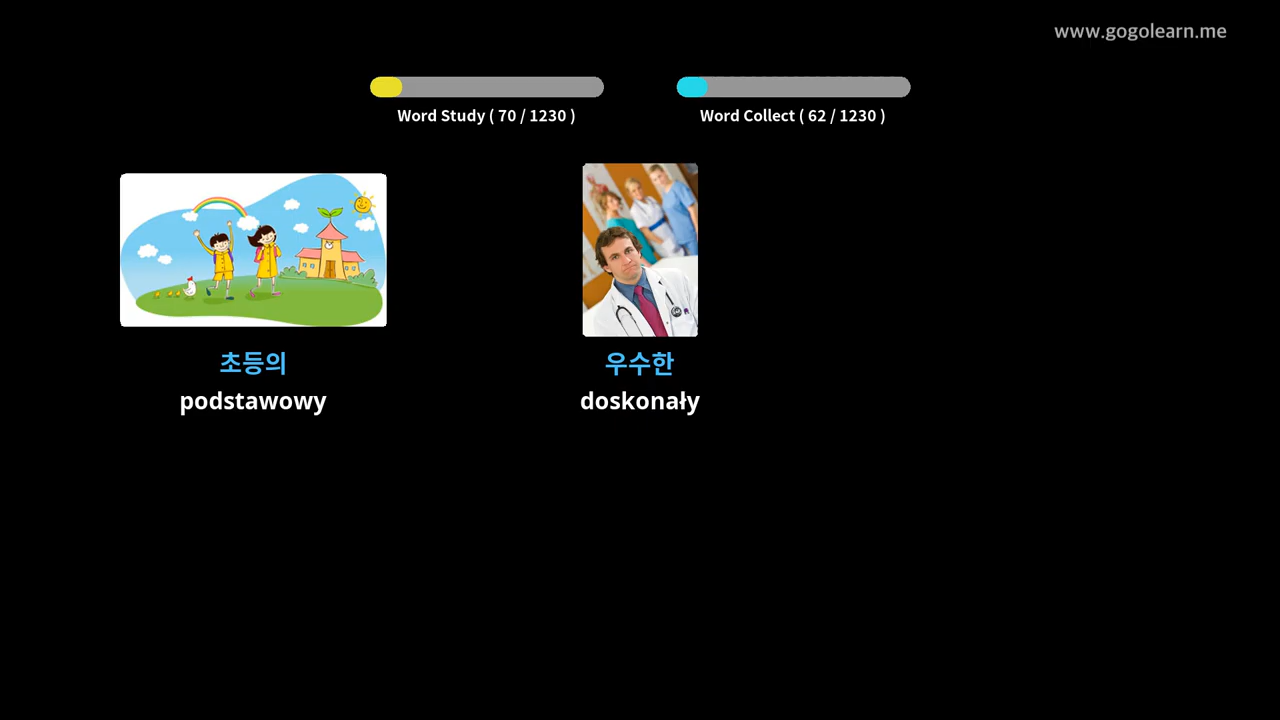 www.gogolearn.me
Word Study ( 70 / 1230 )
Word Collect ( 62 / 1230 )
초등의
우수한
podstawowy
doskonały